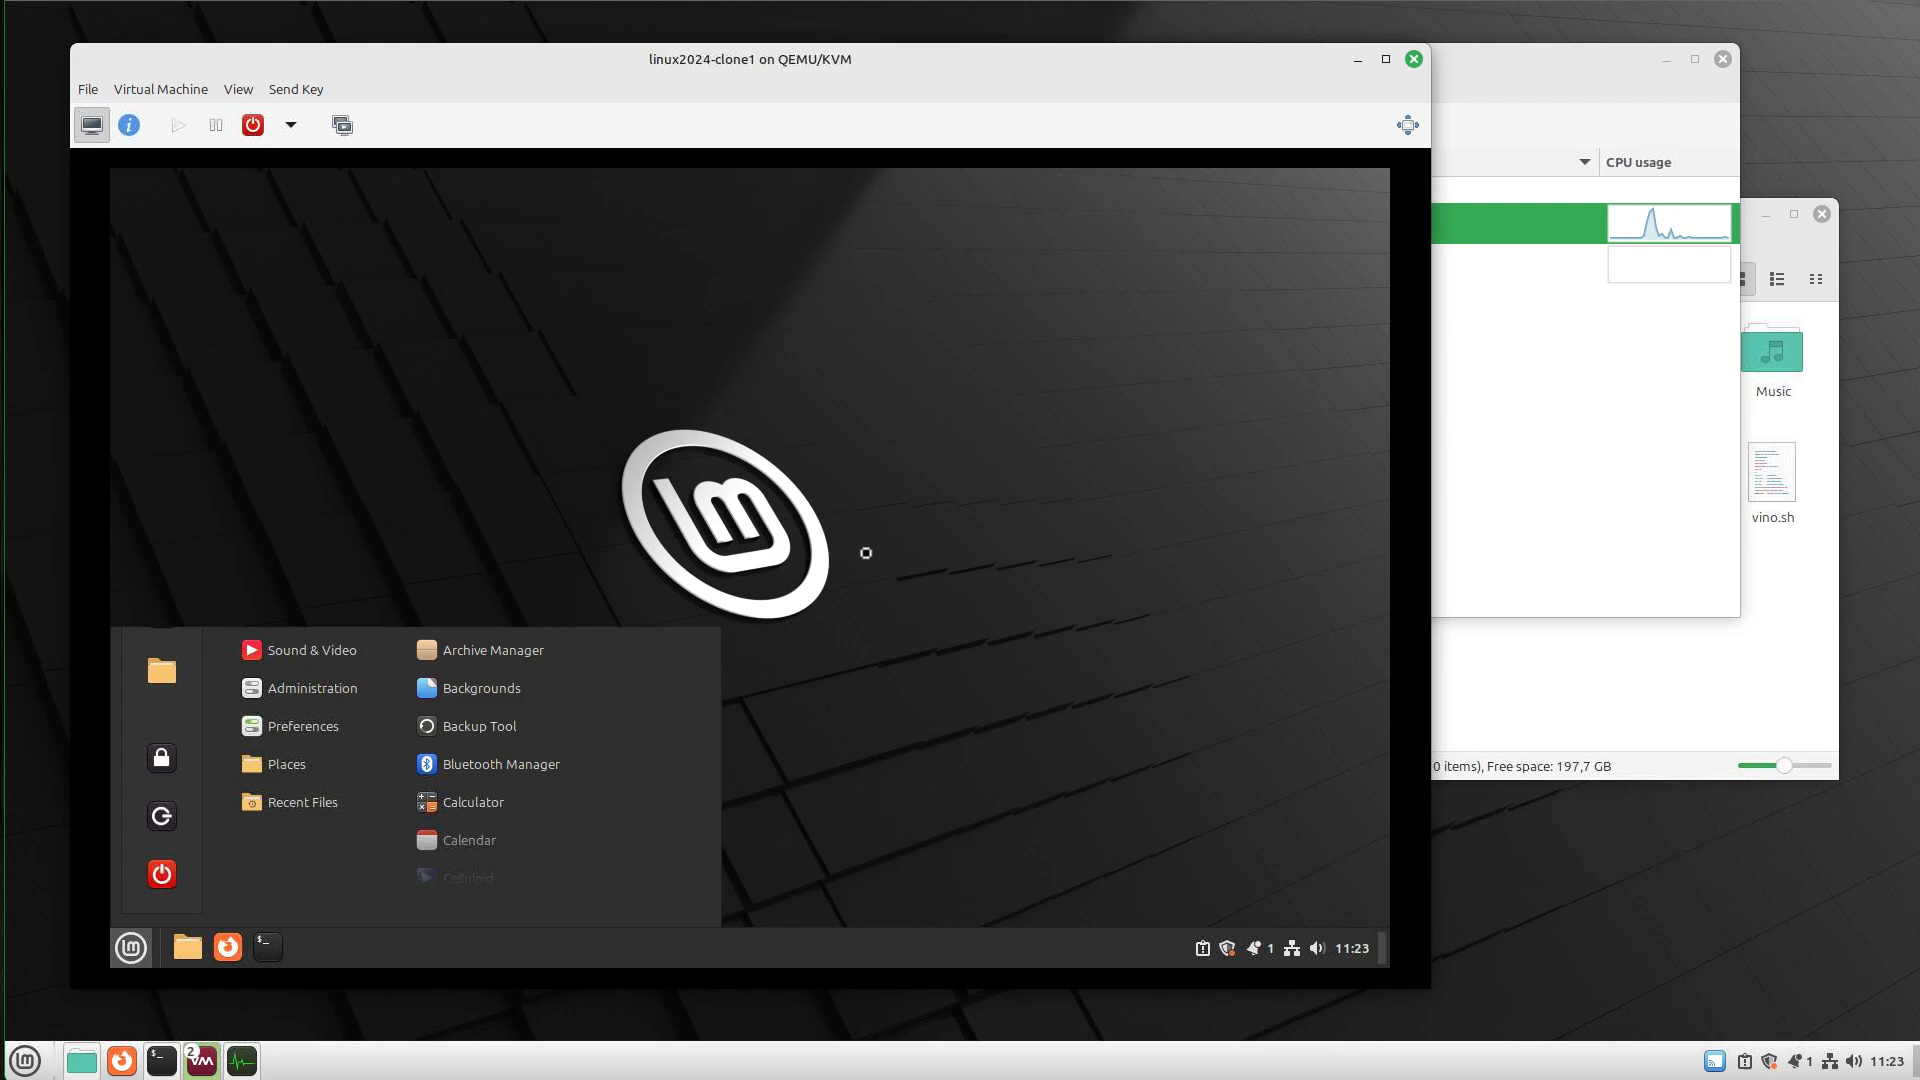 linux2024-clone1 on QEMU/KVM
File Virtual Machine View Send Key
CPU usage
Music
vino.sh
0 items), Free space: 197,7 GB
Sound & Video
Administration
Preferences
Places
Recent Files
Archive Manager
Backgrounds
Backup Tool
Bluetooth Manager
Calculator
Calendar
Celluloid
1 11:23
2
1 11:23